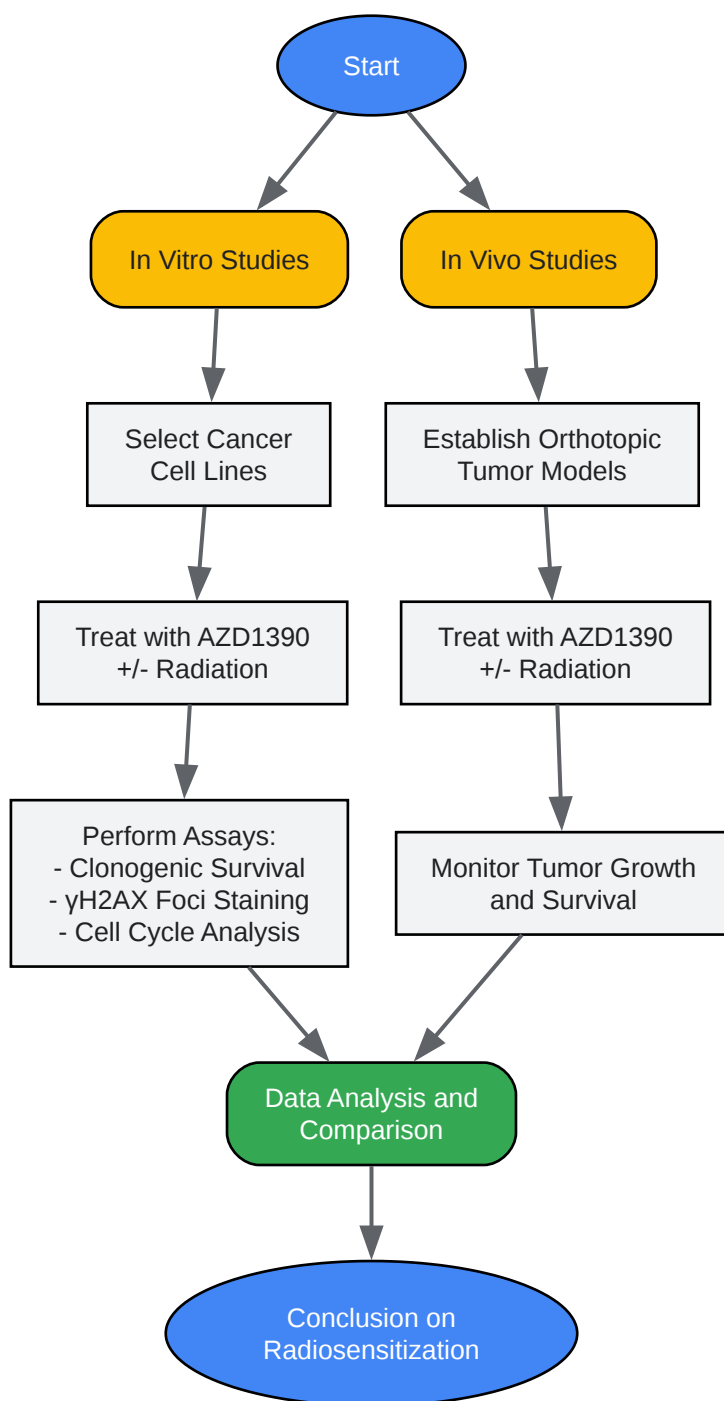 Start
In Vitro Studies
In Vivo Studies
Select Cancer
Cell Lines
Establish Orthotopic
Tumor Models
Treat with AZD1390
+/- Radiation
Treat with AZD1390
+/- Radiation
Perform Assays:
- Clonogenic Survival
- γH2AX Foci Staining
- Cell Cycle Analysis
Monitor Tumor Growth
and Survival
Data Analysis and
Comparison
Conclusion on
Radiosensitization